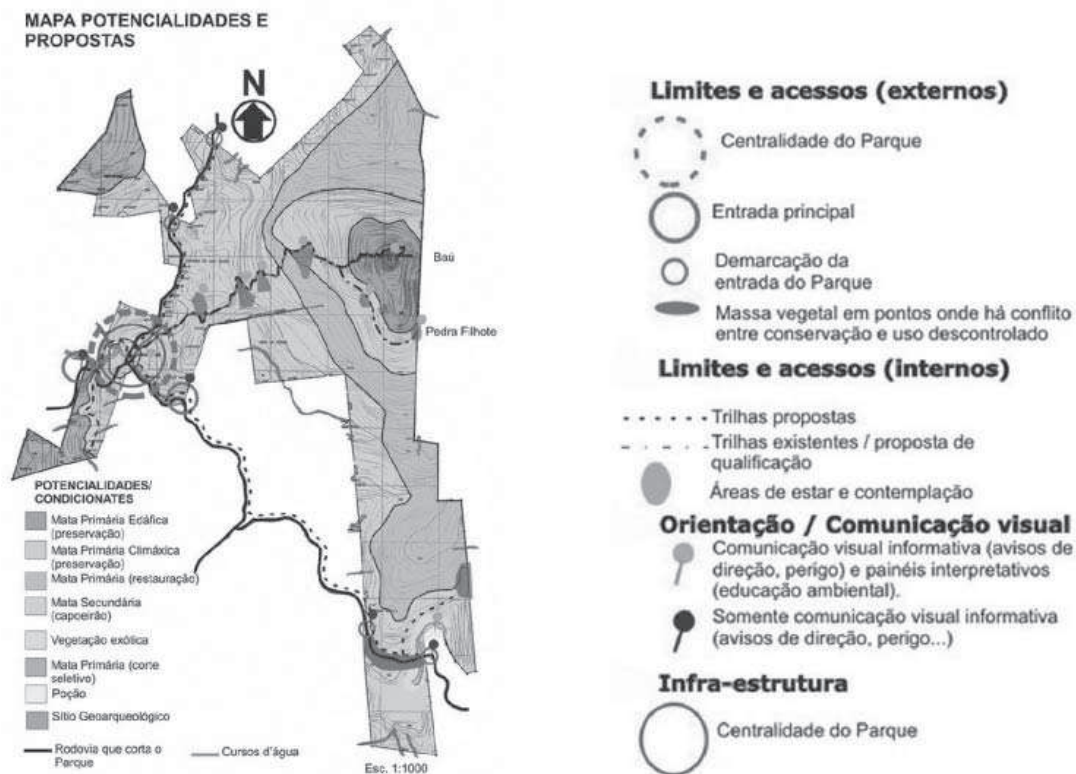 MAPA POTENCIALIDADES E
PROPOSTAS
N
Baú
Pedra Filhote
POTENCIALIDADES/
CONDICIONATES
Mata Primária Edáfica
(preservação)
Mata Primária Climáxica
(preservação)
Mata Primária (restauração)
Mata Secundária
(capoeirão)
Vegetação exótica
Mata Primária (corte
seletivo)
Poção
Sítio Geoarqueológico
Rodovia que corta o
Parque
Cursos d'água
Esc. 1:1000
Limites e acessos (externos)
Centralidade do Parque
Entrada principal
Demarcação da
entrada do Parque
Massa vegetal em pontos onde há conflito
entre conservação e uso descontrolado
Limites e acessos (internos)
Trilhas propostas
Trilhas existentes / proposta de
qualificação
Áreas de estar e contemplação
Orientação / Comunicação visual
Comunicação visual informativa (avisos de
direção, perigo) e painéis interpretativos
(educação ambiental).
Somente comunicação visual informativa
(avisos de direção, perigo...)
Infra-estrutura
Centralidade do Parque